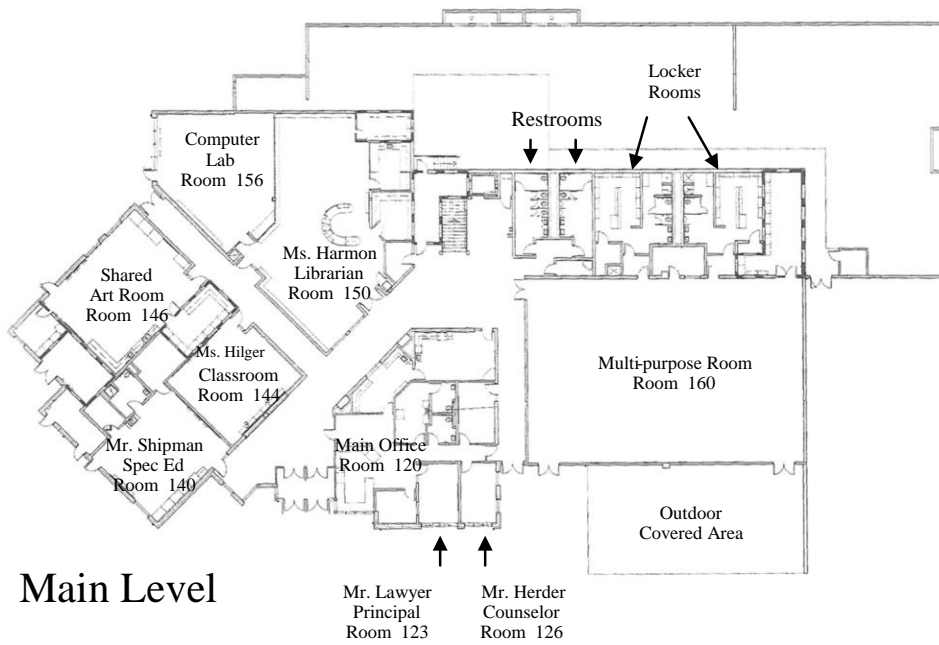 Locker
Rooms
Restrooms
Computer
Lab
Room 156
Ms. Harmon
Librarian
Room 150
Shared
Art Room
Room 146
Ms. Hilger
Classroom
Room 144
Multi-purpose Room
Room 160
Mr. Shipman
Spec Ed
Room 140
Main Office
Room 120
Outdoor
Covered Area
Main Level
Mr. Lawyer
Principal
Room 123
Mr. Herder
Counselor
Room 126